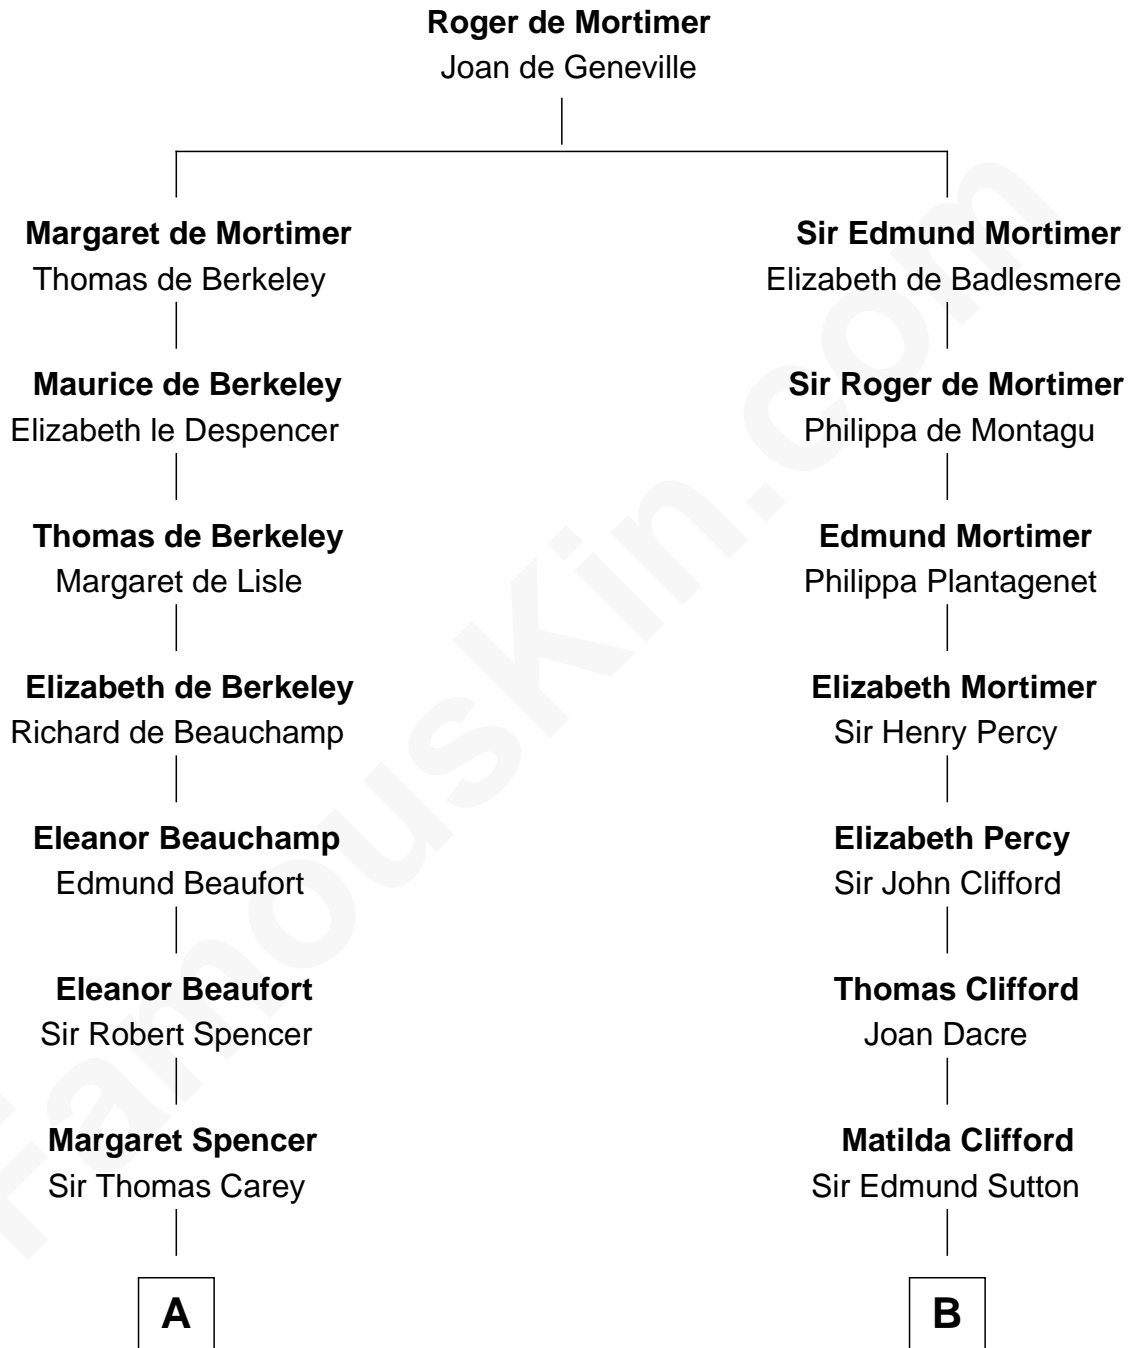 Roger de Mortimer
Joan de Geneville
Margaret de Mortimer
Thomas de Berkeley
Sir Edmund Mortimer
Elizabeth de Badlesmere
Maurice de Berkeley
Elizabeth le Despencer
Sir Roger de Mortimer
Philippa de Montagu
Thomas de Berkeley
Margaret de Lisle
Edmund Mortimer
Philippa Plantagenet
Elizabeth de Berkeley
Richard de Beauchamp
Elizabeth Mortimer
Sir Henry Percy
Eleanor Beauchamp
Edmund Beaufort
Elizabeth Percy
Sir John Clifford
Eleanor Beaufort
Sir Robert Spencer
Thomas Clifford
Joan Dacre
Margaret Spencer
Sir Thomas Carey
Matilda Clifford
Sir Edmund Sutton
A
B
FamousKin.com